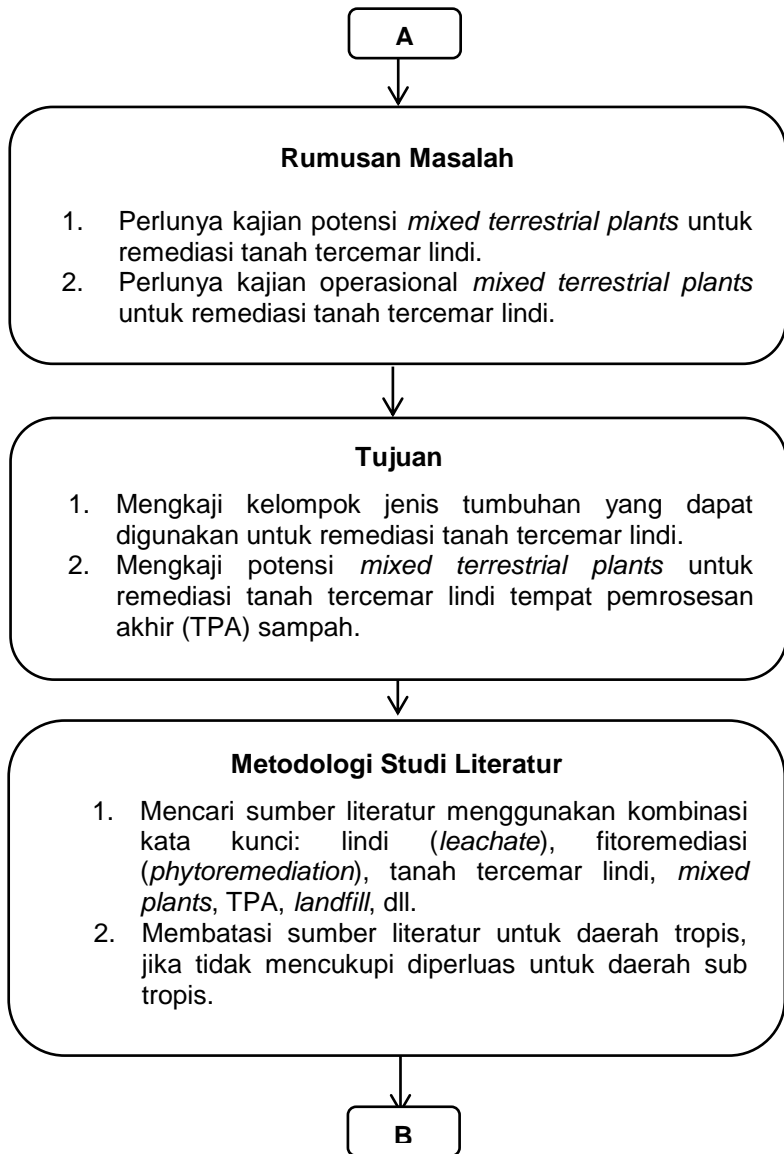 A
Rumusan Masalah
1. Perlunya kajian potensi mixed terrestrial plants untuk
remediasi tanah tercemar lindi.
2. Perlunya kajian operasional mixed terrestrial plants
untuk remediasi tanah tercemar lindi.
Tujuan
1. Mengkaji kelompok jenis tumbuhan yang dapat
digunakan untuk remediasi tanah tercemar lindi.
2. Mengkaji potensi mixed terrestrial plants untuk
remediasi tanah tercemar lindi tempat pemrosesan
akhir (TPA) sampah.
Metodologi Studi Literatur
1. Mencari sumber literatur menggunakan kombinasi
kata kunci: lindi (leachate), fitoremediasi
(phytoremediation), tanah tercemar lindi, mixed
plants, TPA, landfill, dll.
2. Membatasi sumber literatur untuk daerah tropis,
jika tidak mencukupi diperluas untuk daerah sub
tropis.
B